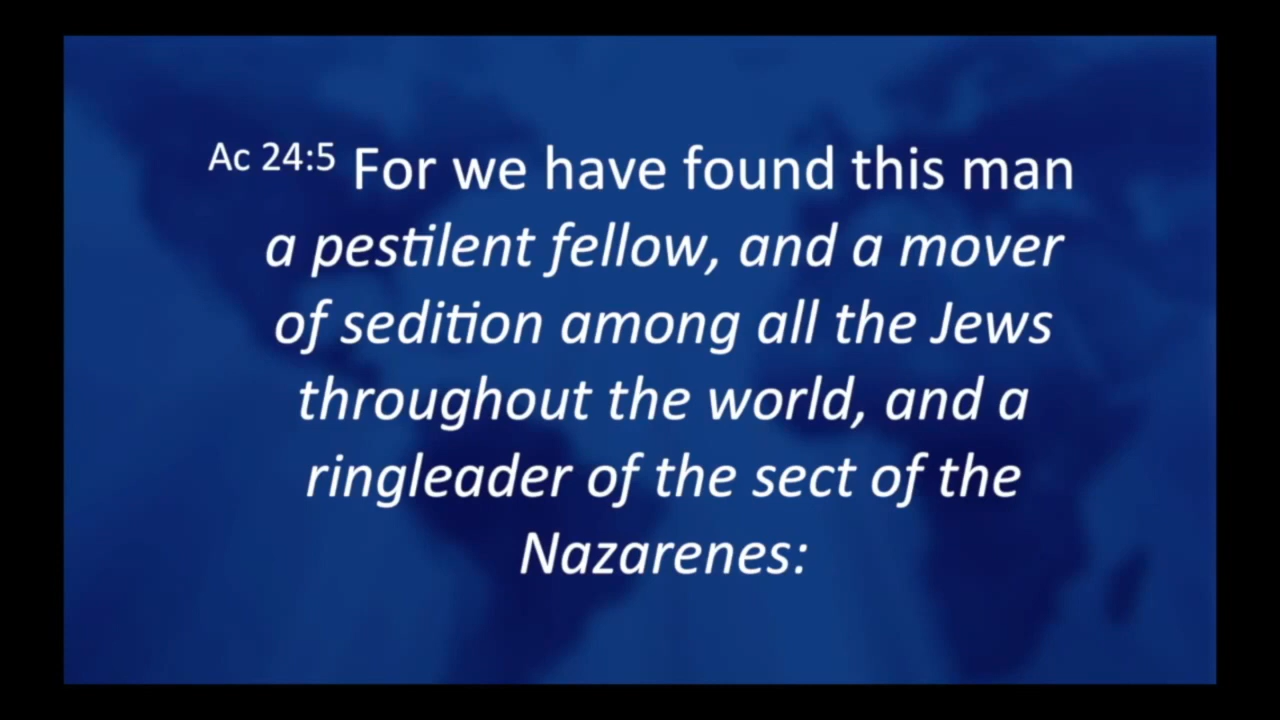 Ac 24:5 For we have found this man
a pestilent fellow, and a mover
of sedition among all the Jews
throughout the world, and a
ringleader of the sect of the
Nazarenes: